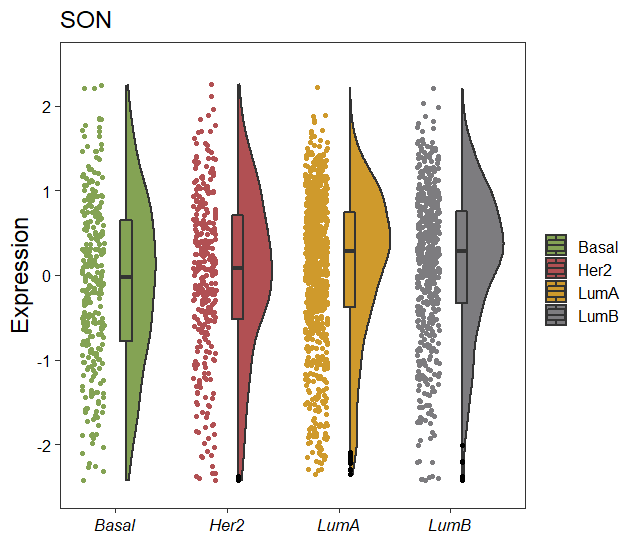 SON
Expression
2
1
0
-1
-2
Basal
Her2
LumA
LumB
Basal
Her2
LumA
LumB